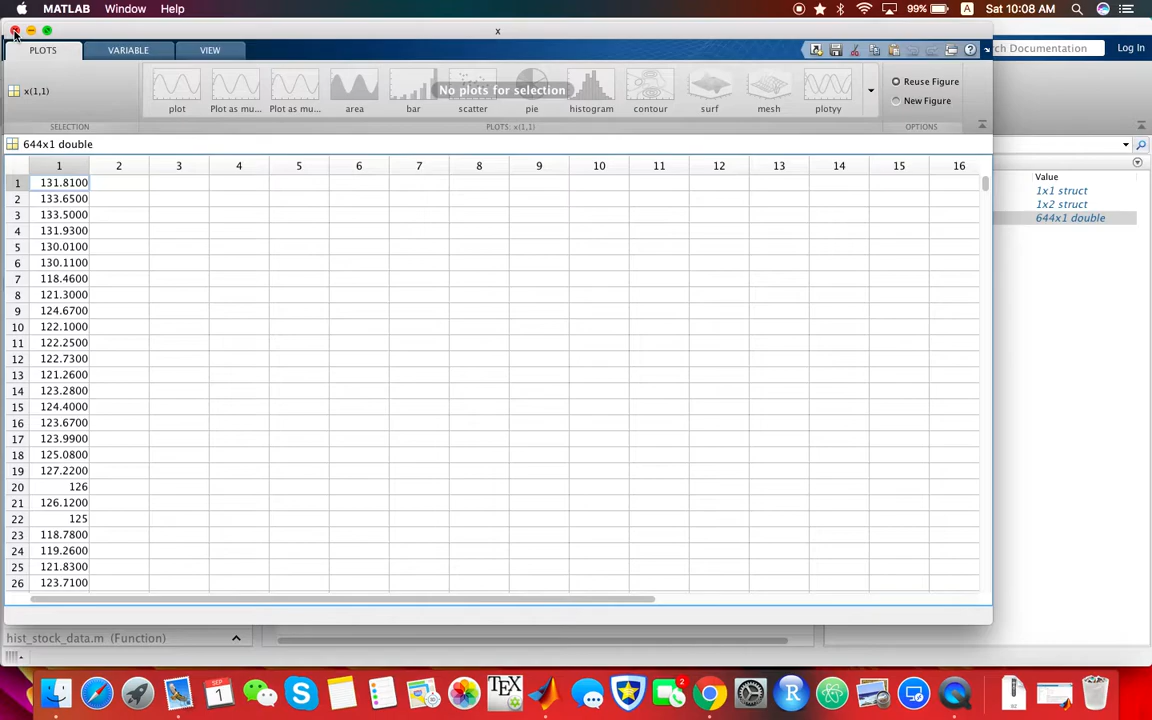 MATLAB Window Help 99% A Sat 10:08 AM
x
PLOTS VARIABLE VIEW
ch Documentation Log In
x(1,1)
No plots for selection
plot Plot as mu... Plot as mu... area bar scatter pie histogram contour surf mesh plotyy
Reuse Figure
New Figure
SELECTION PLOTS: x(1,1) OPTIONS
644x1 double
1 2 3 4 5 6 7 8 9 10 11 12 13 14 15 16
1 131.8100
2 133.6500
3 133.5000
4 131.9300
5 130.0100
6 130.1100
7 118.4600
8 121.3000
9 124.6700
10 122.1000
11 122.2500
12 122.7300
13 121.2600
14 123.2800
15 124.4000
16 123.6700
17 123.9900
18 125.0800
19 127.2200
20 126
21 126.1200
22 125
23 118.7800
24 119.2600
25 121.8300
26 123.7100
Value
1x1 struct
1x2 struct
644x1 double
hist_stock_data.m (Function)
SEP
1
S
TEX
2
R